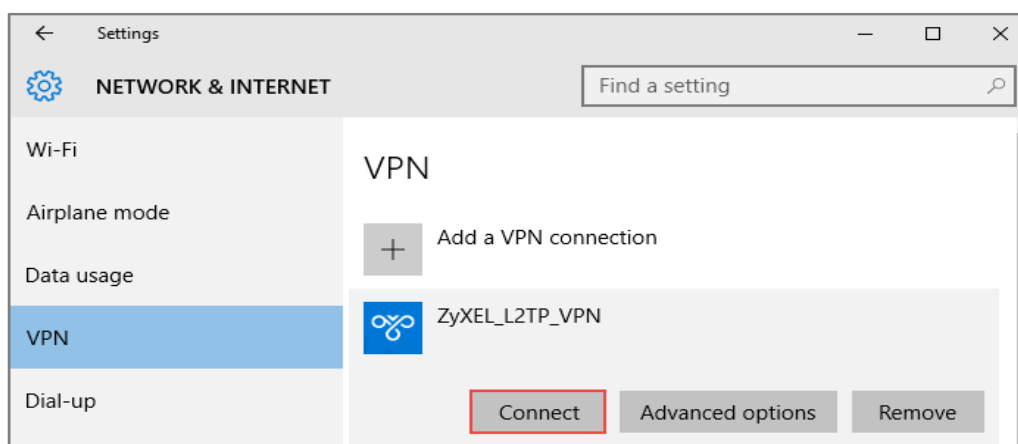 Settings
NETWORK & INTERNET
Find a setting
Wi-Fi
Airplane mode
Data usage
VPN
Dial-up
VPN
Add a VPN connection
ZyXEL_L2TP_VPN
Connect Advanced options Remove